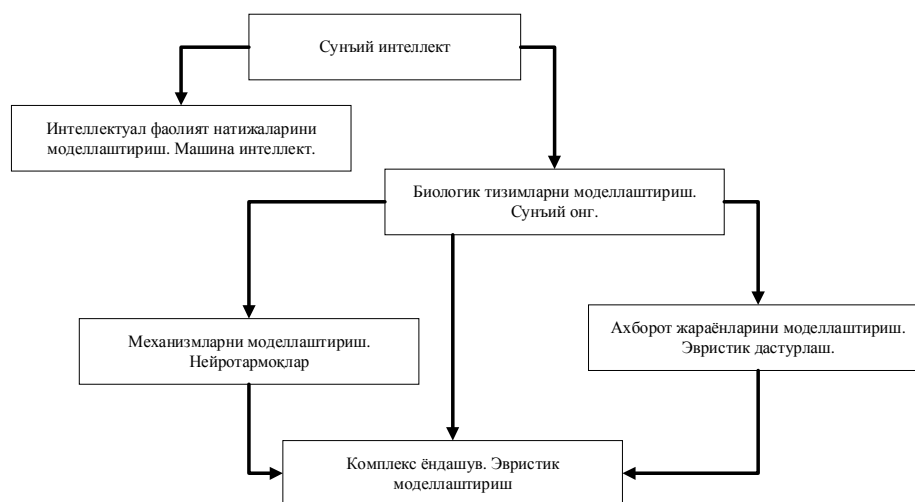 Сунъий интеллект
Интеллектуал фаолият натижаларини
моделлаштириш. Машина интеллект.
Биологик тизимларни моделлаштириш.
Сунъий онг.
Механизмларни моделлаштириш.
Нейротармоқлар
Ахборот жараёнларини моделлаштириш.
Эвристик дастурлаш.
Комплекс ёндашув. Эвристик
моделлаштириш